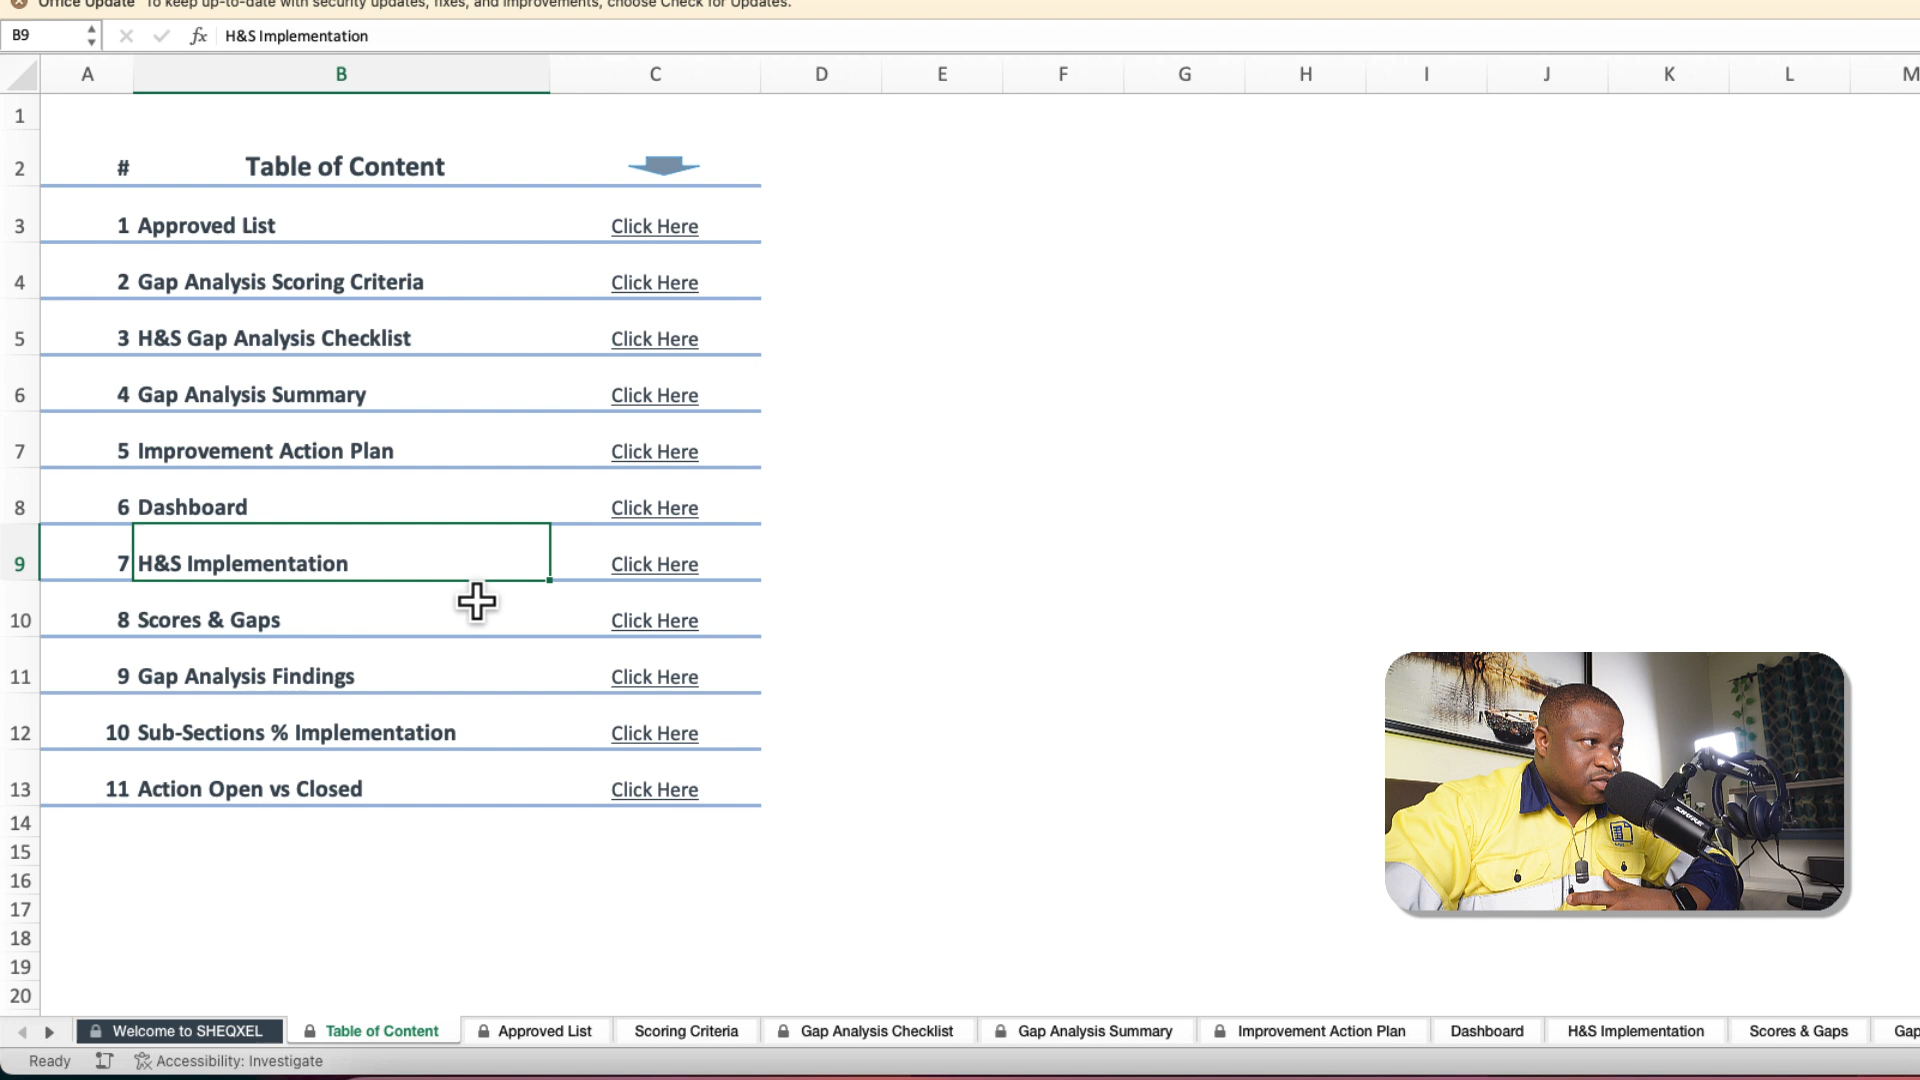 Office Update To keep up-to-date with security updates, fixes, and improvements, choose Check for Updates.
B9 fx H&S Implementation
A B C D E F G H I J K L M
1
2 # Table of Content
3 1 Approved List Click Here
4 2 Gap Analysis Scoring Criteria Click Here
5 3 H&S Gap Analysis Checklist Click Here
6 4 Gap Analysis Summary Click Here
7 5 Improvement Action Plan Click Here
8 6 Dashboard Click Here
9 7 H&S Implementation Click Here
10 8 Scores & Gaps Click Here
11 9 Gap Analysis Findings Click Here
12 10 Sub-Sections % Implementation Click Here
13 11 Action Open vs Closed Click Here
14
15
16
17
18
19
20
SHURE
Welcome to SHEQXEL Table of Content Approved List Scoring Criteria Gap Analysis Checklist Gap Analysis Summary Improvement Action Plan Dashboard H&S Implementation Scores & Gaps Gap
Ready Accessibility: Investigate